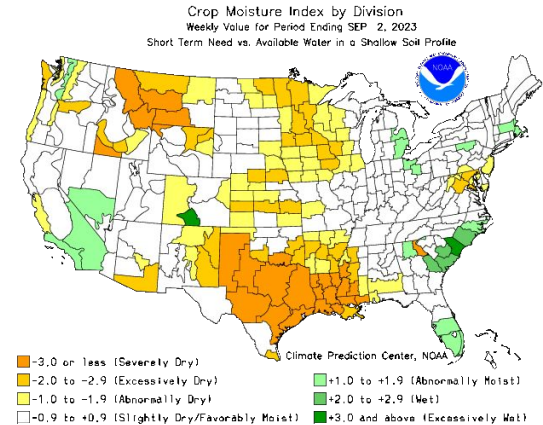 Crop Moisture Index by Division
Weekly Value for Period Ending SEP 2, 2023
Short Term Need vs. Available Water in a Shallow Soil Profile
NOAA
Climate Prediction Center, NOAA
-3.0 or less (Severely Dry)
-2.0 to -2.9 (Excessively Dry)
-1.0 to -1.9 (Abnormally Dry)
-0.9 to +0.9 (Slightly Dry/Favorably Moist)
+1.0 to +1.9 (Abnormally Moist)
+2.0 to +2.9 (Wet)
+3.0 and above (Excessively Wet)